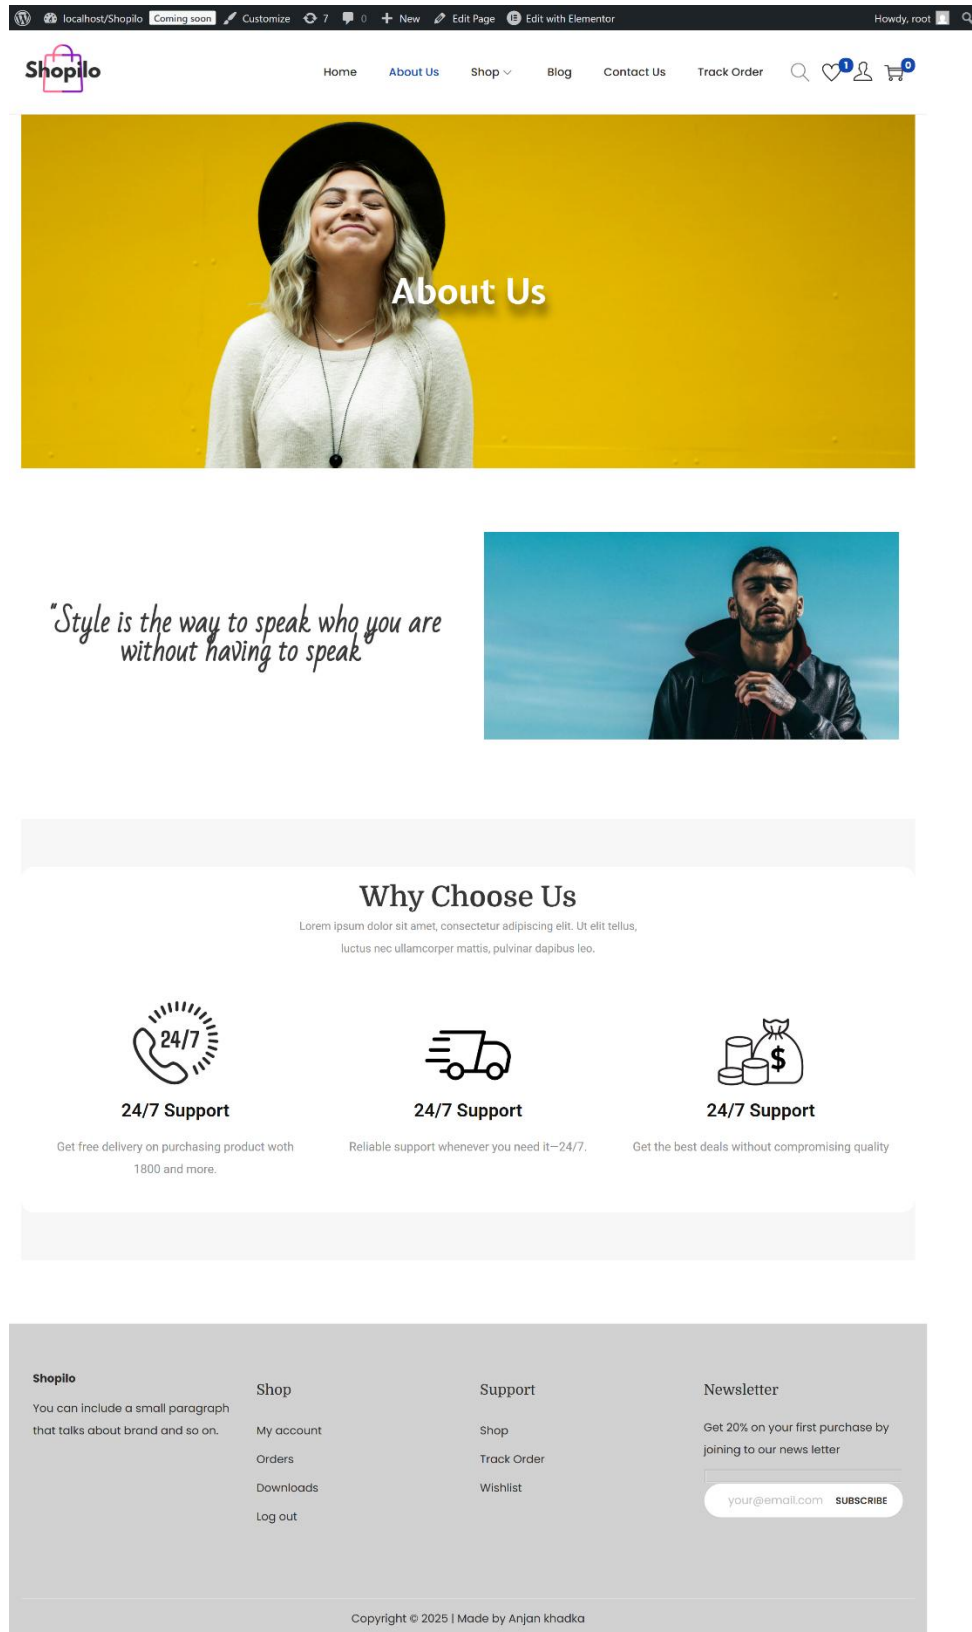 localhost/Shopilo Coming soon Customize 7 0 New Edit Page Edit with Elementor Howdy, root
Shopilo Home About Us Shop Blog Contact Us Track Order 1 0
About Us
"Style is the way to speak who you are
without having to speak"
Why Choose Us
Lorem ipsum dolor sit amet, consectetur adipiscing elit. Ut elit tellus,
luctus nec ullamcorper mattis, pulvinar dapibus leo.
24/7
$
24/7 Support 24/7 Support 24/7 Support
Get free delivery on purchasing product woth Reliable support whenever you need it—24/7. Get the best deals without compromising quality
1800 and more.
Shopilo
You can include a small paragraph
that talks about brand and so on.
Shop
My account
Orders
Downloads
Log out
Support
Shop
Track Order
Wishlist
Newsletter
Get 20% on your first purchase by
joining to our news letter
your@email.com SUBSCRIBE
Copyright © 2025 | Made by Anjan khadka